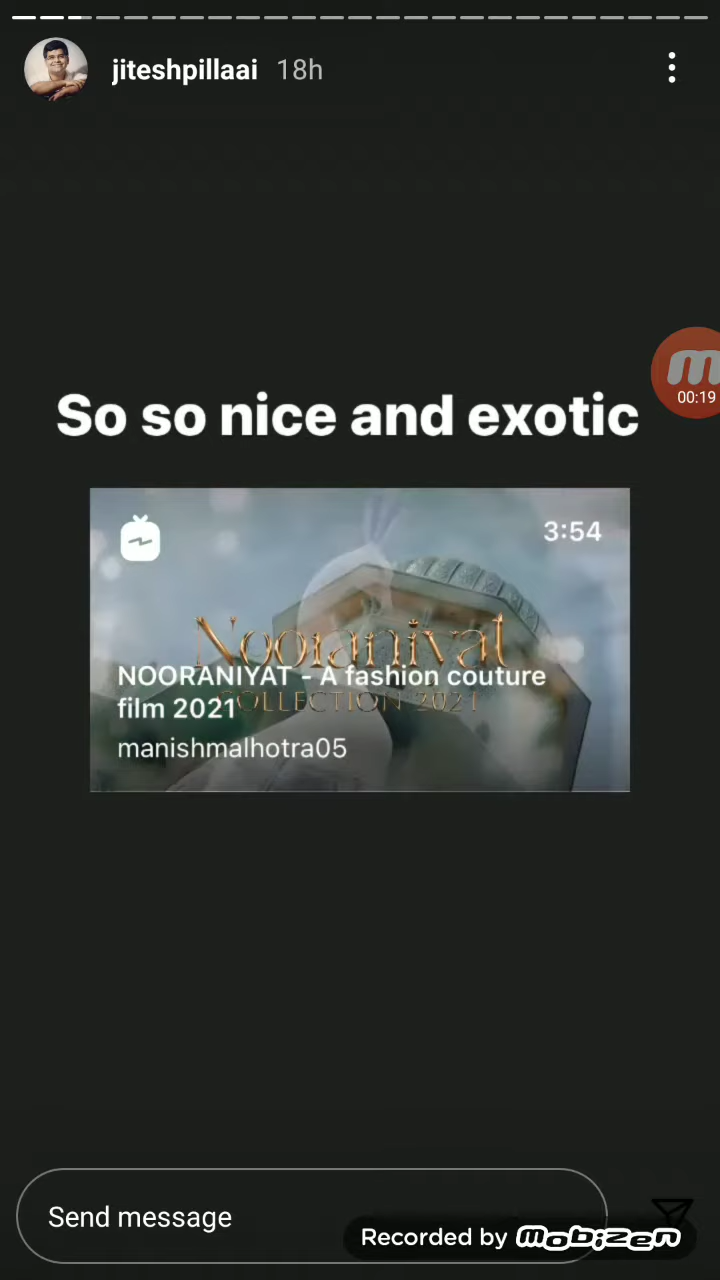 jiteshpillaai 18h
00:19
So so nice and exotic
3:54
Nooraniyat
COLLECTION 2021
NOORANIYAT - A fashion couture
film 2021
manishmalhotra05
Send message
Recorded by Mobizen